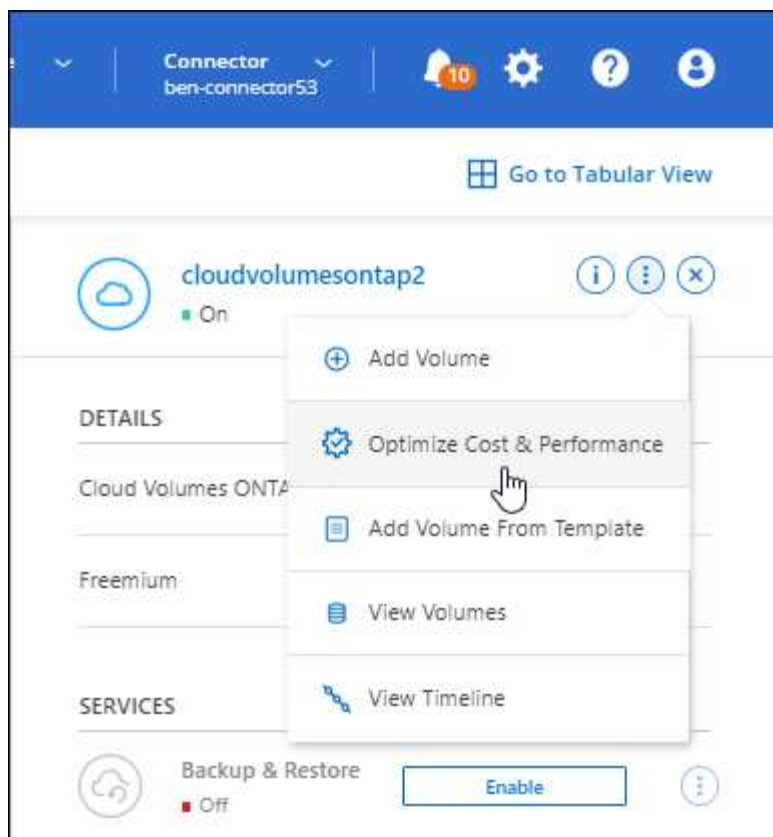 Connector
ben-connector53
10
Go to Tabular View
cloudvolumesontap2
i
On
Add Volume
DETAILS
Optimize Cost & Performance
Cloud Volumes ONTA
Add Volume From Template
Freemium
View Volumes
View Timeline
SERVICES
Backup & Restore
Enable
Off